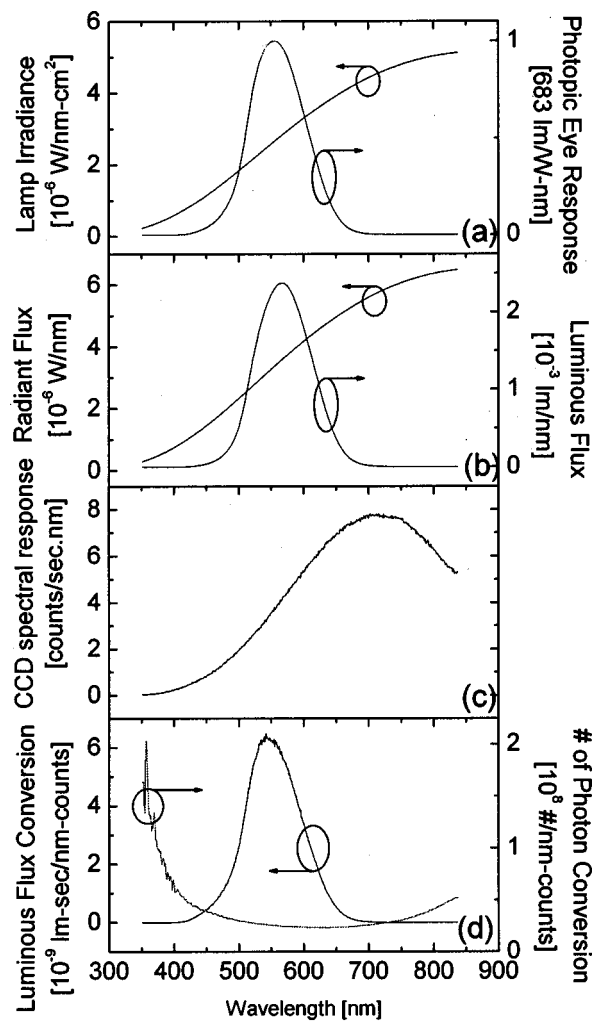 Lamp Irradiance
[10-6 W/nm-cm2]
6
4
2
0
1
0
Photopic Eye Response
[683 lm/W-nm]
(a)
Radiant Flux
[10-6 W/nm]
6
4
2
0
2
1
0
Luminous Flux
[10-3 lm/nm]
(b)
CCD spectral response
[counts/sec.nm]
8
6
4
2
0
(c)
Luminous Flux Conversion
[10-9 lm-sec/nm-counts]
6
4
2
0
2
1
0
# of Photon Conversion
[108 #/nm-counts]
(d)
300 400 500 600 700 800 900
Wavelength [nm]